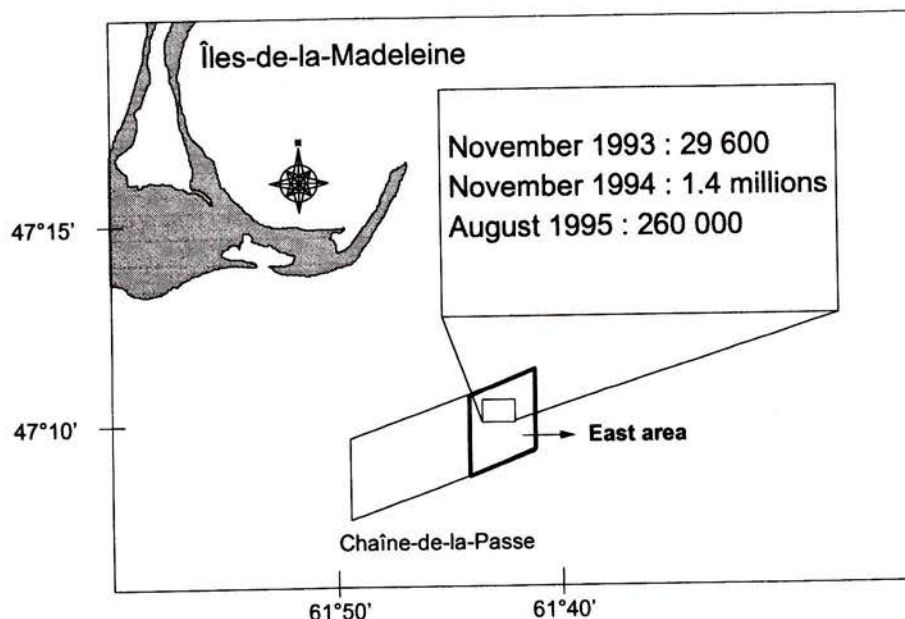 Îles-de-la-Madeleine
November 1993 : 29 600
November 1994 : 1.4 millions
August 1995 : 260 000
47°15'
47°10'
East area
Chaîne-de-la-Passe
61°50'
61°40'